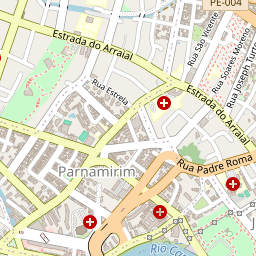 PE-004
Estrada do Arraial
Rua São Vicente
Rua Soares Moreno
Rua Joseph Turr
Rua Estrela
Estrada do Arraial
Rua Padre Roma
Parnamirim
Rio Ca